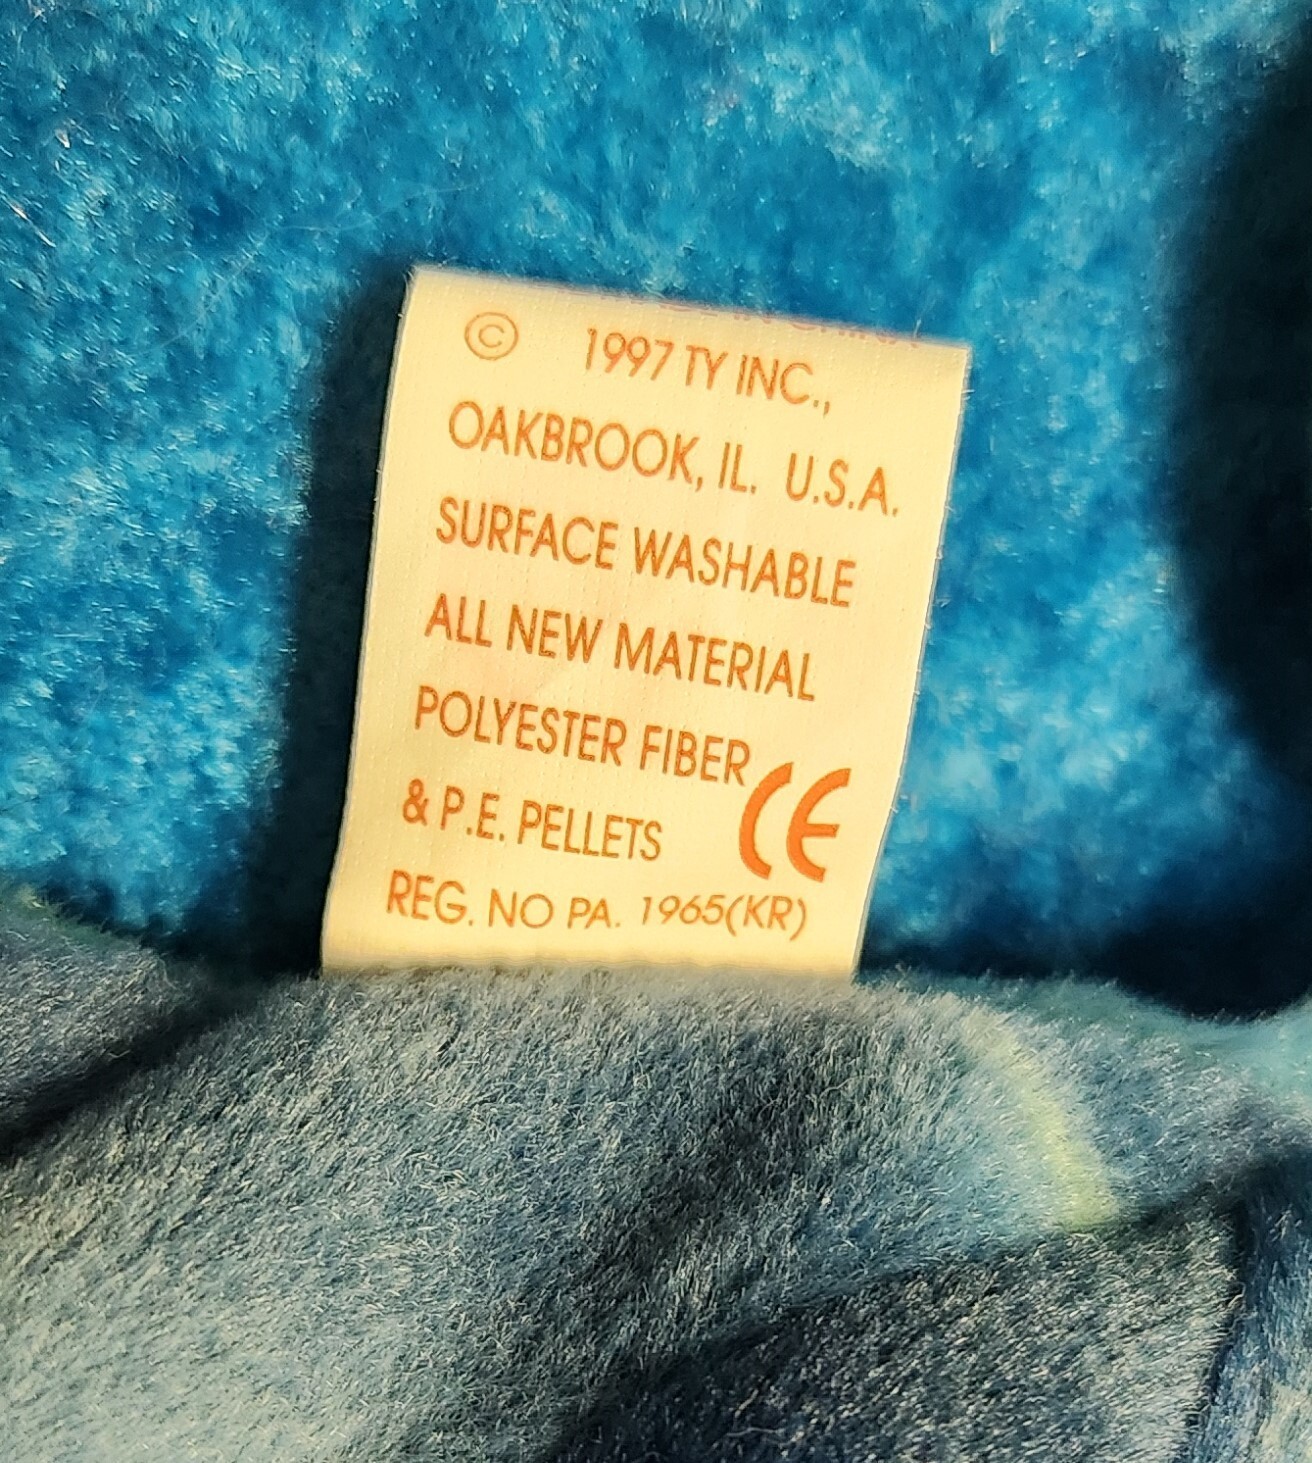 © 1997 TY INC.,
OAKBROOK, IL. U.S.A.
SURFACE WASHABLE
ALL NEW MATERIAL
POLYESTER FIBER
& P.E. PELLETS
CE
REG. NO PA. 1965(KR)